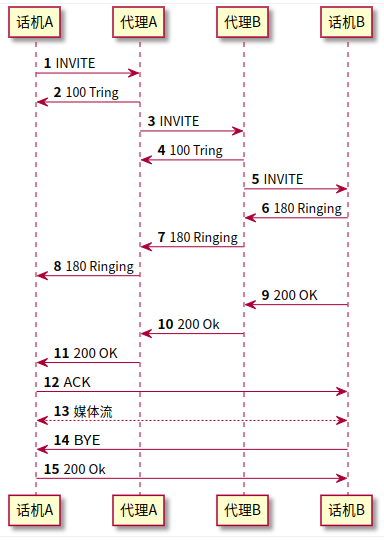 话机A 代理A 代理B 话机B
1 INVITE
2 100 Tring
3 INVITE
4 100 Tring
5 INVITE
6 180 Ringing
7 180 Ringing
8 180 Ringing
9 200 OK
10 200 Ok
11 200 OK
12 ACK
13 媒体流
14 BYE
15 200 Ok
话机A 代理A 代理B 话机B